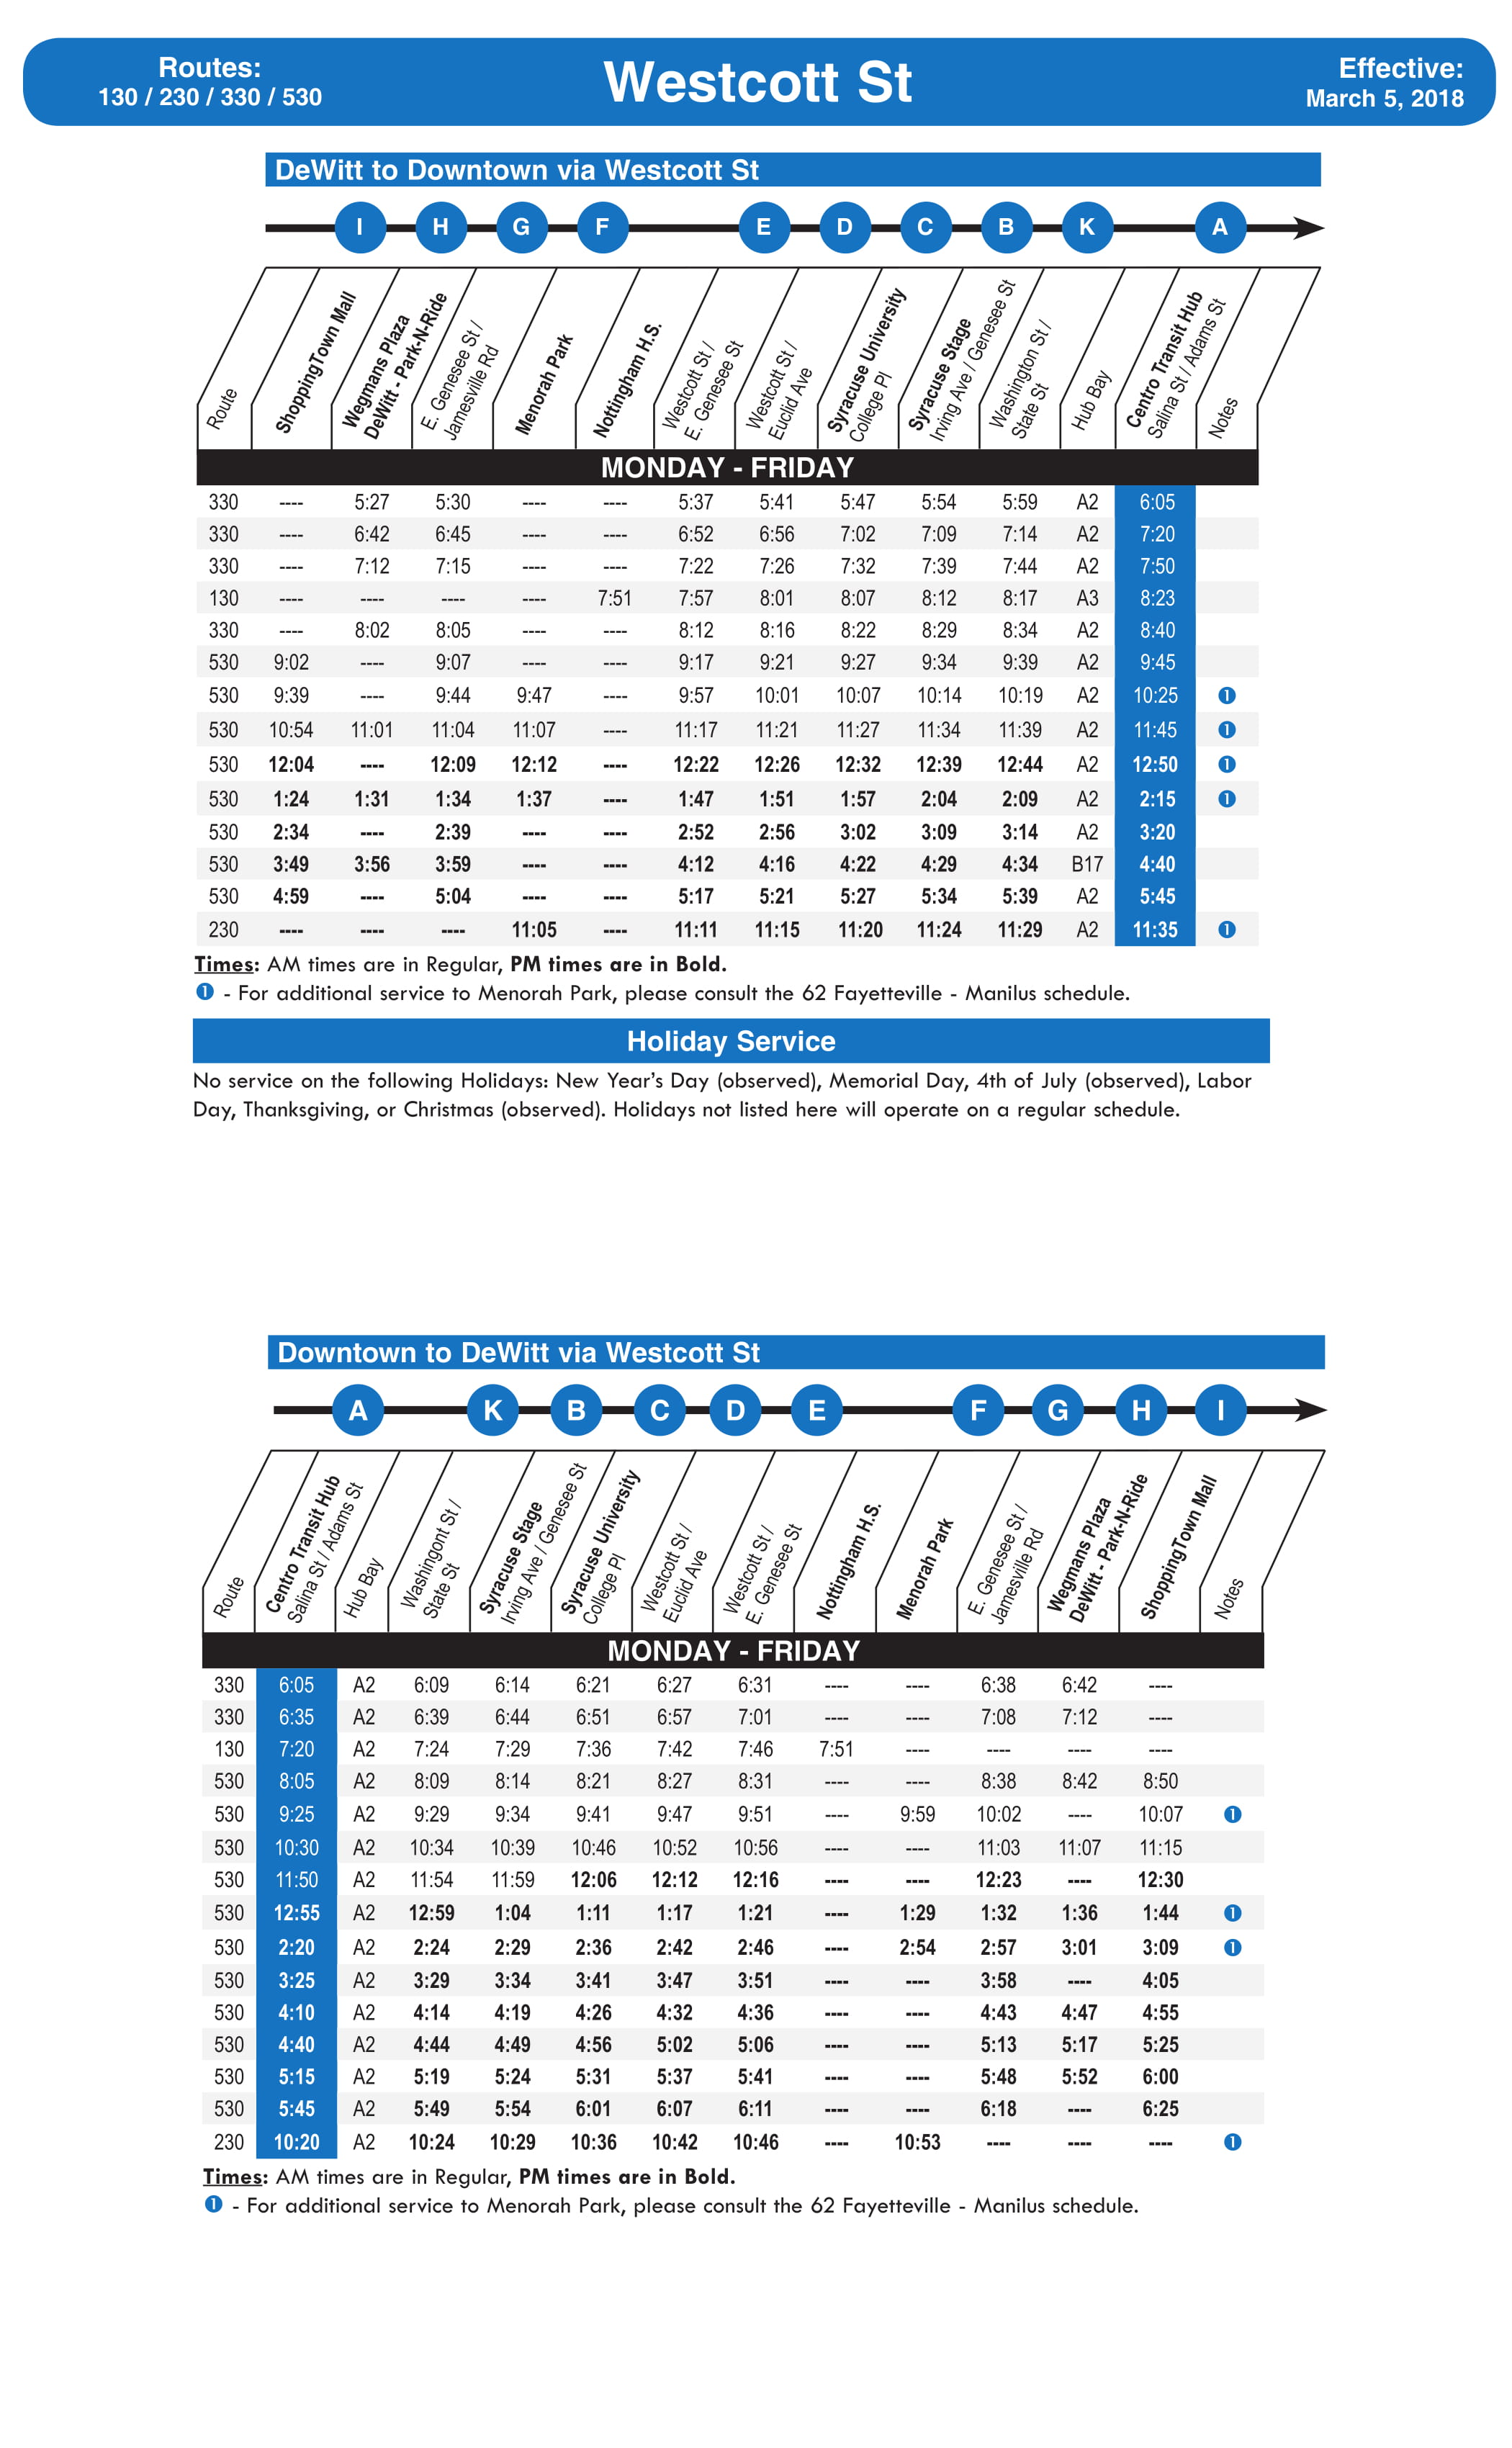 Routes:
130 / 230 / 330 / 530
Westcott St
Effective:
March 5, 2018
DeWitt to Downtown via Westcott St
I H G F E D C B K A
Route
ShoppingTown Mall
Wegmans Plaza
DeWitt - Park-N-Ride
E. Genesee St /
Jamesville Rd
Menorah Park
Nottingham H.S.
Westcott St /
E. Genesee St
Westcott St /
Euclid Ave
Syracuse University
College Pl
Syracuse Stage
Irving Ave / Genesee St
Washington St /
State St
Hub Bay
Centro Transit Hub
Salina St / Adams St
Notes
MONDAY - FRIDAY
330 ---- 5:27 5:30 ---- ---- 5:37 5:41 5:47 5:54 5:59 A2 6:05
330 ---- 6:42 6:45 ---- ---- 6:52 6:56 7:02 7:09 7:14 A2 7:20
330 ---- 7:12 7:15 ---- ---- 7:22 7:26 7:32 7:39 7:44 A2 7:50
130 ---- ---- ---- ---- 7:51 7:57 8:01 8:07 8:12 8:17 A3 8:23
330 ---- 8:02 8:05 ---- ---- 8:12 8:16 8:22 8:29 8:34 A2 8:40
530 9:02 ---- 9:07 ---- ---- 9:17 9:21 9:27 9:34 9:39 A2 9:45
530 9:39 ---- 9:44 9:47 ---- 9:57 10:01 10:07 10:14 10:19 A2 10:25 1
530 10:54 11:01 11:04 11:07 ---- 11:17 11:21 11:27 11:34 11:39 A2 11:45 1
530 12:04 ---- 12:09 12:12 ---- 12:22 12:26 12:32 12:39 12:44 A2 12:50 1
530 1:24 1:31 1:34 1:37 ---- 1:47 1:51 1:57 2:04 2:09 A2 2:15 1
530 2:34 ---- 2:39 ---- ---- 2:52 2:56 3:02 3:09 3:14 A2 3:20
530 3:49 3:56 3:59 ---- ---- 4:12 4:16 4:22 4:29 4:34 B17 4:40
530 4:59 ---- 5:04 ---- ---- 5:17 5:21 5:27 5:34 5:39 A2 5:45
230 ---- ---- ---- 11:05 ---- 11:11 11:15 11:20 11:24 11:29 A2 11:35 1
Times: AM times are in Regular, PM times are in Bold.
1 - For additional service to Menorah Park, please consult the 62 Fayetteville - Manilus schedule.
Holiday Service
No service on the following Holidays: New Year's Day (observed), Memorial Day, 4th of July (observed), Labor
Day, Thanksgiving, or Christmas (observed). Holidays not listed here will operate on a regular schedule.
Downtown to DeWitt via Westcott St
A K B C D E F G H I
Route
Centro Transit Hub
Salina St / Adams St
Hub Bay
Washingont St /
State St
Syracuse Stage
Irving Ave / Genesee St
Syracuse University
College Pl
Westcott St /
Euclid Ave
Westcott St /
E. Genesee St
Nottingham H.S.
Menorah Park
E. Genesee St /
Jamesville Rd
Wegmans Plaza
DeWitt - Park-N-Ride
ShoppingTown Mall
Notes
MONDAY - FRIDAY
330 6:05 A2 6:09 6:14 6:21 6:27 6:31 ---- ---- 6:38 6:42 ----
330 6:35 A2 6:39 6:44 6:51 6:57 7:01 ---- ---- 7:08 7:12 ----
130 7:20 A2 7:24 7:29 7:36 7:42 7:46 7:51 ---- ---- ---- ----
530 8:05 A2 8:09 8:14 8:21 8:27 8:31 ---- ---- 8:38 8:42 8:50
530 9:25 A2 9:29 9:34 9:41 9:47 9:51 ---- 9:59 10:02 ---- 10:07 1
530 10:30 A2 10:34 10:39 10:46 10:52 10:56 ---- ---- 11:03 11:07 11:15
530 11:50 A2 11:54 11:59 12:06 12:12 12:16 ---- ---- 12:23 ---- 12:30
530 12:55 A2 12:59 1:04 1:11 1:17 1:21 ---- 1:29 1:32 1:36 1:44 1
530 2:20 A2 2:24 2:29 2:36 2:42 2:46 ---- 2:54 2:57 3:01 3:09 1
530 3:25 A2 3:29 3:34 3:41 3:47 3:51 ---- ---- 3:58 ---- 4:05
530 4:10 A2 4:14 4:19 4:26 4:32 4:36 ---- ---- 4:43 4:47 4:55
530 4:40 A2 4:44 4:49 4:56 5:02 5:06 ---- ---- 5:13 5:17 5:25
530 5:15 A2 5:19 5:24 5:31 5:37 5:41 ---- ---- 5:48 5:52 6:00
530 5:45 A2 5:49 5:54 6:01 6:07 6:11 ---- ---- 6:18 ---- 6:25
230 10:20 A2 10:24 10:29 10:36 10:42 10:46 ---- 10:53 ---- ---- ---- 1
Times: AM times are in Regular, PM times are in Bold.
1 - For additional service to Menorah Park, please consult the 62 Fayetteville - Manilus schedule.